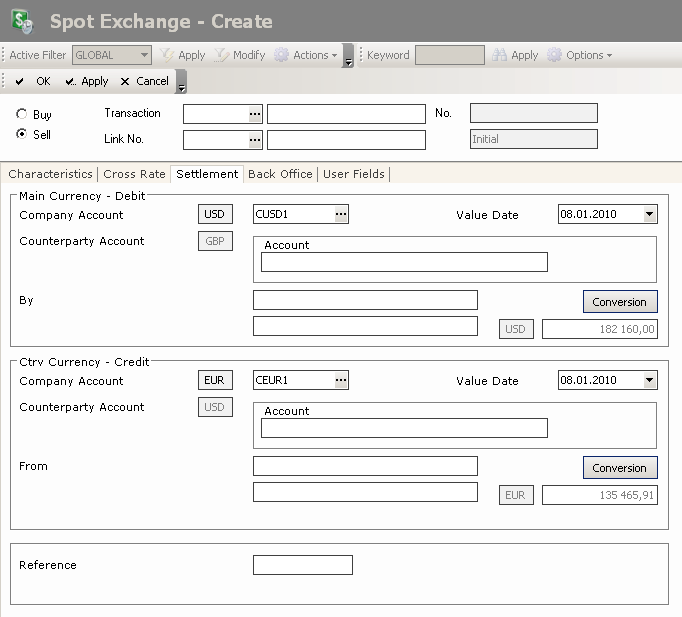 Spot Exchange - Create
Active Filter GLOBAL Apply Modify Actions Keyword Apply Options
OK Apply Cancel
Buy Transaction ... No.
Sell Link No. ... Initial
Characteristics Cross Rate Settlement Back Office User Fields
Main Currency - Debit
Company Account USD CUSD1 ... Value Date 08.01.2010
Counterparty Account GBP Account
By Conversion
USD 182 160,00
Ctrv Currency - Credit
Company Account EUR CEUR1 ... Value Date 08.01.2010
Counterparty Account USD Account
From Conversion
EUR 135 465,91
Reference